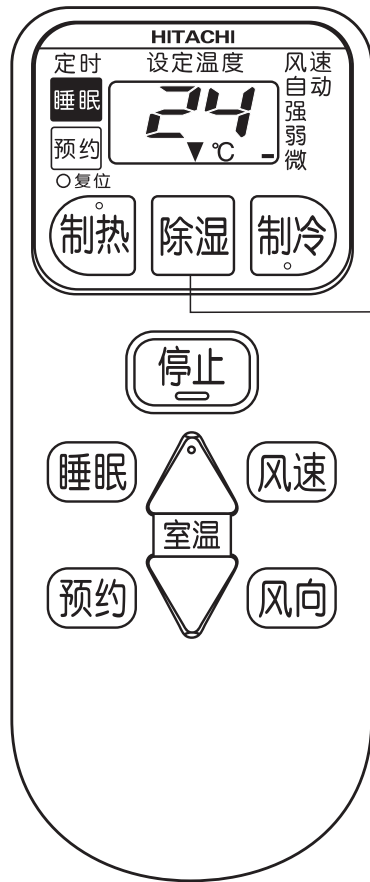 HITACHI
定时 设定温度 风速
睡眠 24 自动
强
预约 ▼ ℃ 弱
○复位 微
制热 除湿 制冷
停止
睡眠 风速
室温
预约 风向